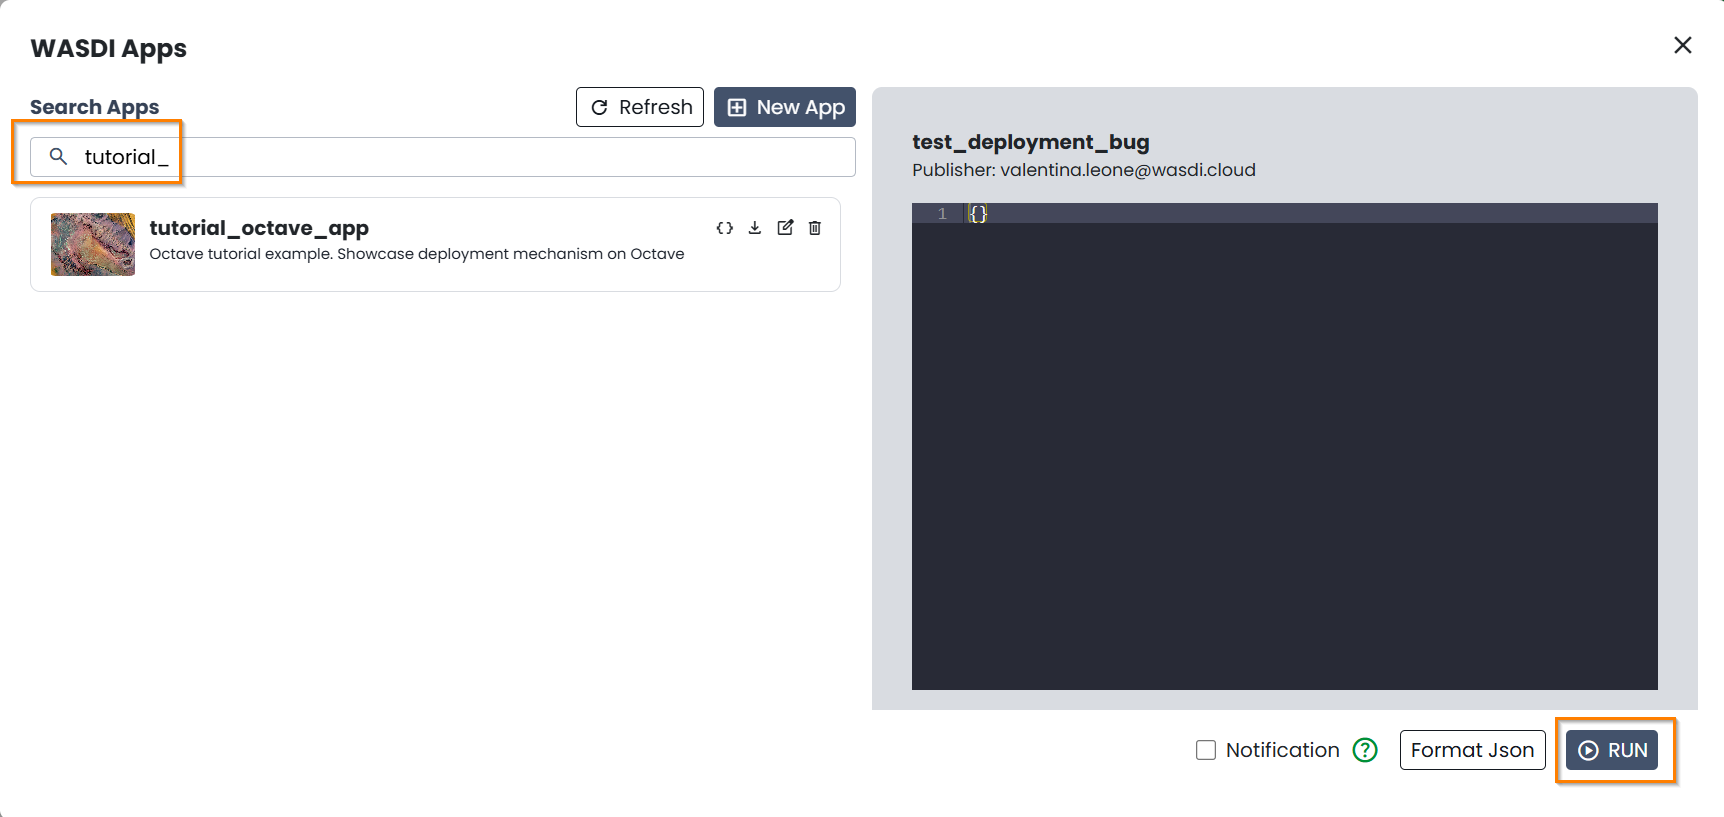 WASDI Apps
Search Apps
Refresh
New App
tutorial_
tutorial_octave_app
Octave tutorial example. Showcase deployment mechanism on Octave
test_deployment_bug
Publisher: valentina.leone@wasdi.cloud
1 {}
Notification
Format Json
RUN